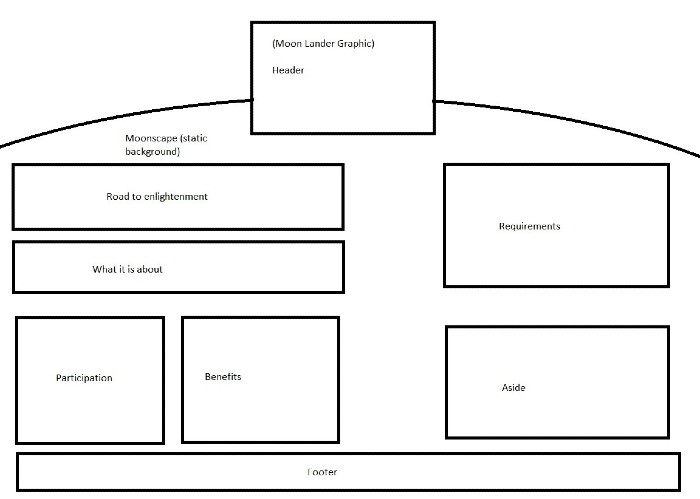 (Moon Lander Graphic)
Header
Moonscape (static
background)
Road to enlightenment
What it is about
Requirements
Participation
Benefits
Aside
Footer